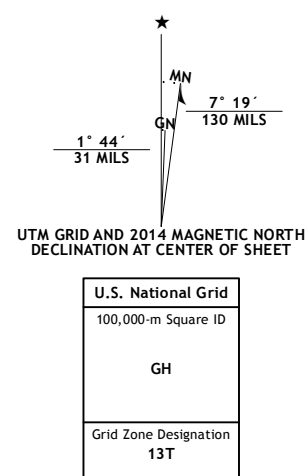 ★
MN
GN
7° 19´
130 MILS
1° 44´
31 MILS
UTM GRID AND 2014 MAGNETIC NORTH
DECLINATION AT CENTER OF SHEET
U.S. National Grid
100,000-m Square ID
GH
Grid Zone Designation
13T